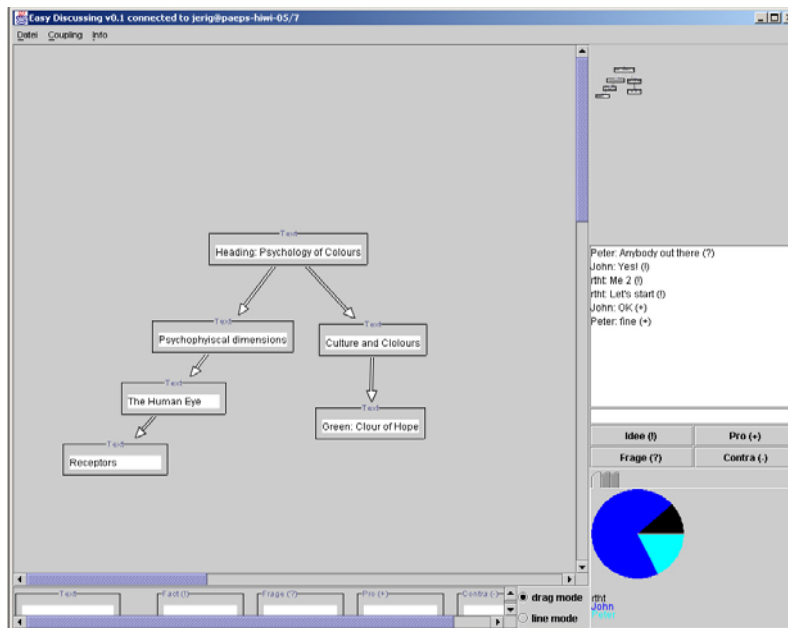 Easy Discussing v0.1 connected to jerig@paeps-hiwi-05/7
Datei Coupling Info
Text
Heading: Psychology of Colours
Text
Psychophyiscal dimensions
Text
Culture and Clolours
Text
The Human Eye
Text
Green: Clour of Hope
Text
Receptors
Peter: Anybody out there (?)
John: Yes! (!)
rtht: Me 2 (!)
rtht: Let's start (!)
John: OK (+)
Peter: fine (+)
Idee (!) Pro (+)
Frage (?) Contra (-)
rtht
John
Peter
Text Fact (!) Frage (?) Pro (+) Contra (-)
drag mode
line mode